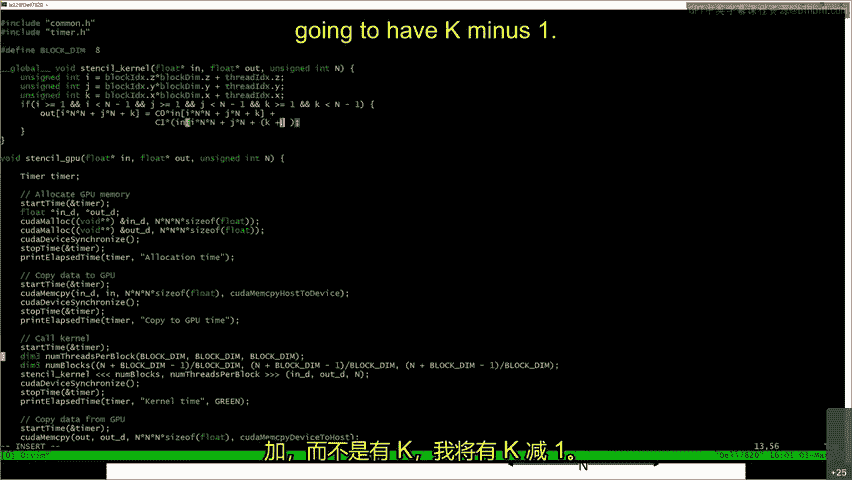 going to have K minus 1.
#include "common.h"
#include "timer.h"
#define BLOCK_DIM 8
__global__ void stencil_kernel(float* in, float* out, unsigned int N) {
unsigned int i = blockIdx.z*blockDim.z + threadIdx.z;
unsigned int j = blockIdx.y*blockDim.y + threadIdx.y;
unsigned int k = blockIdx.x*blockDim.x + threadIdx.x;
if(i >= 1 && i < N - 1 && j >= 1 && j < N - 1 && k >= 1 && k < N - 1) {
out[i*N*N + j*N + k] = C0*in[i*N*N + j*N + k] +
C1*(in[i*N*N + j*N + (k +] );
}
}
void stencil_gpu(float* in, float* out, unsigned int N) {
Timer timer;
// Allocate GPU memory
startTime(&timer);
float *in_d, *out_d;
cudaMalloc((void**) &in_d, N*N*N*sizeof(float));
cudaMalloc((void**) &out_d, N*N*N*sizeof(float));
cudaDeviceSynchronize();
stopTime(&timer);
printElapsedTime(timer, "Allocation time");
// Copy data to GPU
startTime(&timer);
cudaMemcpy(in_d, in, N*N*N*sizeof(float), cudaMemcpyHostToDevice);
cudaDeviceSynchronize();
stopTime(&timer);
printElapsedTime(timer, "Copy to GPU time");
// Call kernel
startTime(&timer);
dim3 numThreadsPerBlock(BLOCK_DIM, BLOCK_DIM, BLOCK_DIM);
dim3 numBlocks((N + BLOCK_DIM - 1)/BLOCK_DIM, (N + BLOCK_DIM - 1)/BLOCK_DIM, (N + BLOCK_DIM - 1)/BLOCK_DIM);
stencil_kernel <<< numBlocks, numThreadsPerBlock >>> (in_d, out_d, N);
cudaDeviceSynchronize();
stopTime(&timer);
printElapsedTime(timer, "Kernel time", GREEN);
// Copy data from GPU
startTime(&timer);
cudaMemcpy(out, out_d, N*N*N*sizeof(float), cudaMemcpyDeviceToHost);
-- INSERT --
13,56
加，而不是有 K，我将有 K 减 1。
N
+25